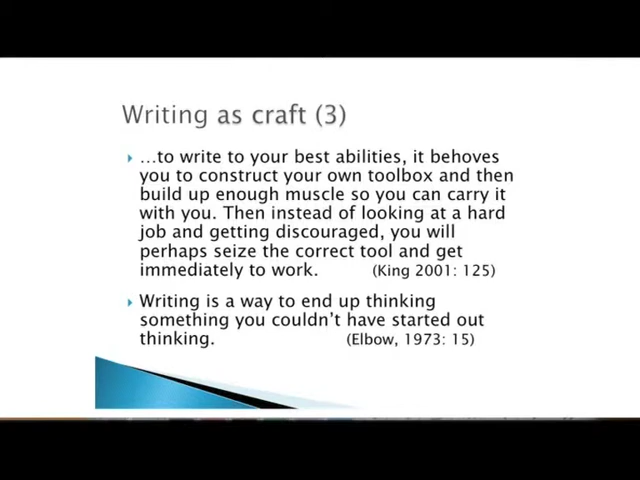 Writing as craft (3)
…to write to your best abilities, it behoves
you to construct your own toolbox and then
build up enough muscle so you can carry it
with you. Then instead of looking at a hard
job and getting discouraged, you will
perhaps seize the correct tool and get
immediately to work. (King 2001: 125)
Writing is a way to end up thinking
something you couldn't have started out
thinking. (Elbow, 1973: 15)